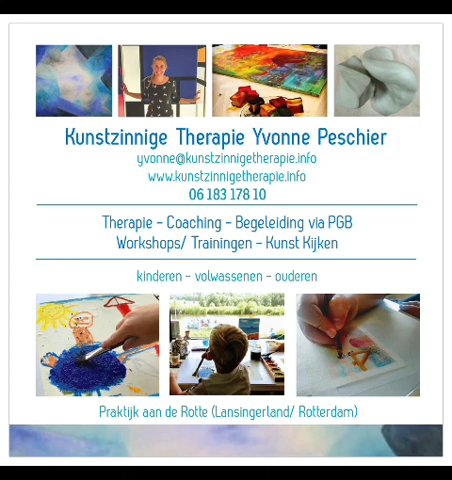 Kunstzinnige Therapie Yvonne Peschier
yvonne@kunstzinnigetherapie.info
www.kunstzinnigetherapie.info
06 183 178 10
Therapie - Coaching - Begeleiding via PGB
Workshops/ Trainingen - Kunst Kijken
kinderen - volwassenen - ouderen
Praktijk aan de Rotte (Lansingerland/ Rotterdam)